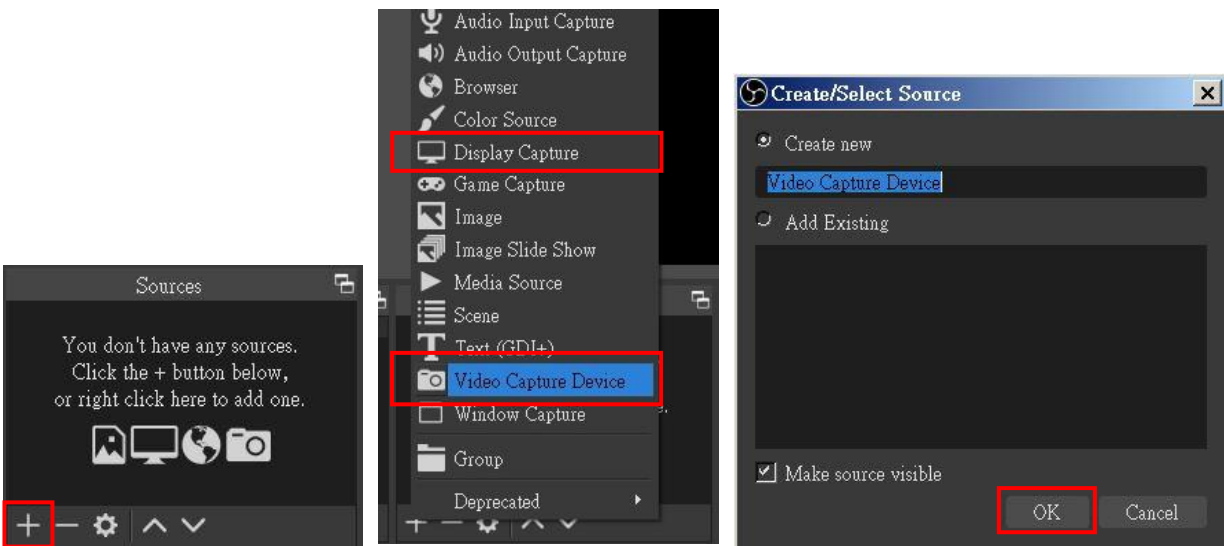 Sources
You don't have any sources.
Click the + button below,
or right click here to add one.
Audio Input Capture
Audio Output Capture
Browser
Color Source
Display Capture
Game Capture
Image
Image Slide Show
Media Source
Scene
Text (GDI+)
Video Capture Device
Window Capture
Group
Deprecated
Create/Select Source
Create new
Video Capture Device
Add Existing
Make source visible
OK
Cancel